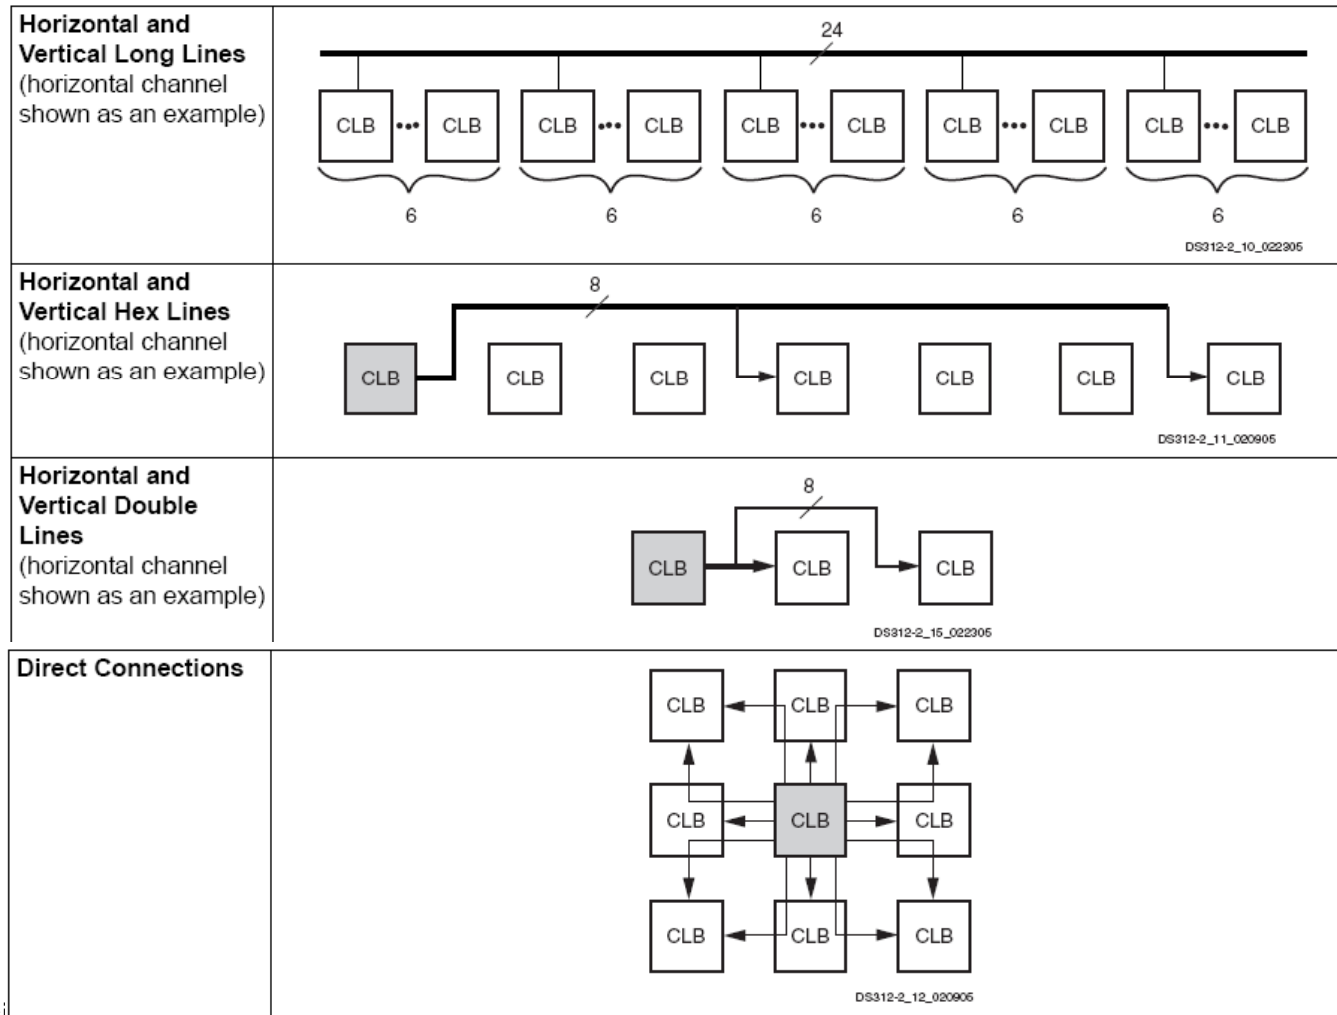 Horizontal and
Vertical Long Lines
(horizontal channel
shown as an example)
24
CLB ••• CLB CLB ••• CLB CLB ••• CLB CLB ••• CLB CLB ••• CLB
6 6 6 6 6
DS312-2_10_022305
Horizontal and
Vertical Hex Lines
(horizontal channel
shown as an example)
8
CLB CLB CLB CLB CLB CLB CLB
DS312-2_11_020905
Horizontal and
Vertical Double
Lines
(horizontal channel
shown as an example)
8
CLB CLB CLB
DS312-2_15_022305
Direct Connections
CLB CLB CLB
CLB CLB CLB
CLB CLB CLB
DS312-2_12_020905